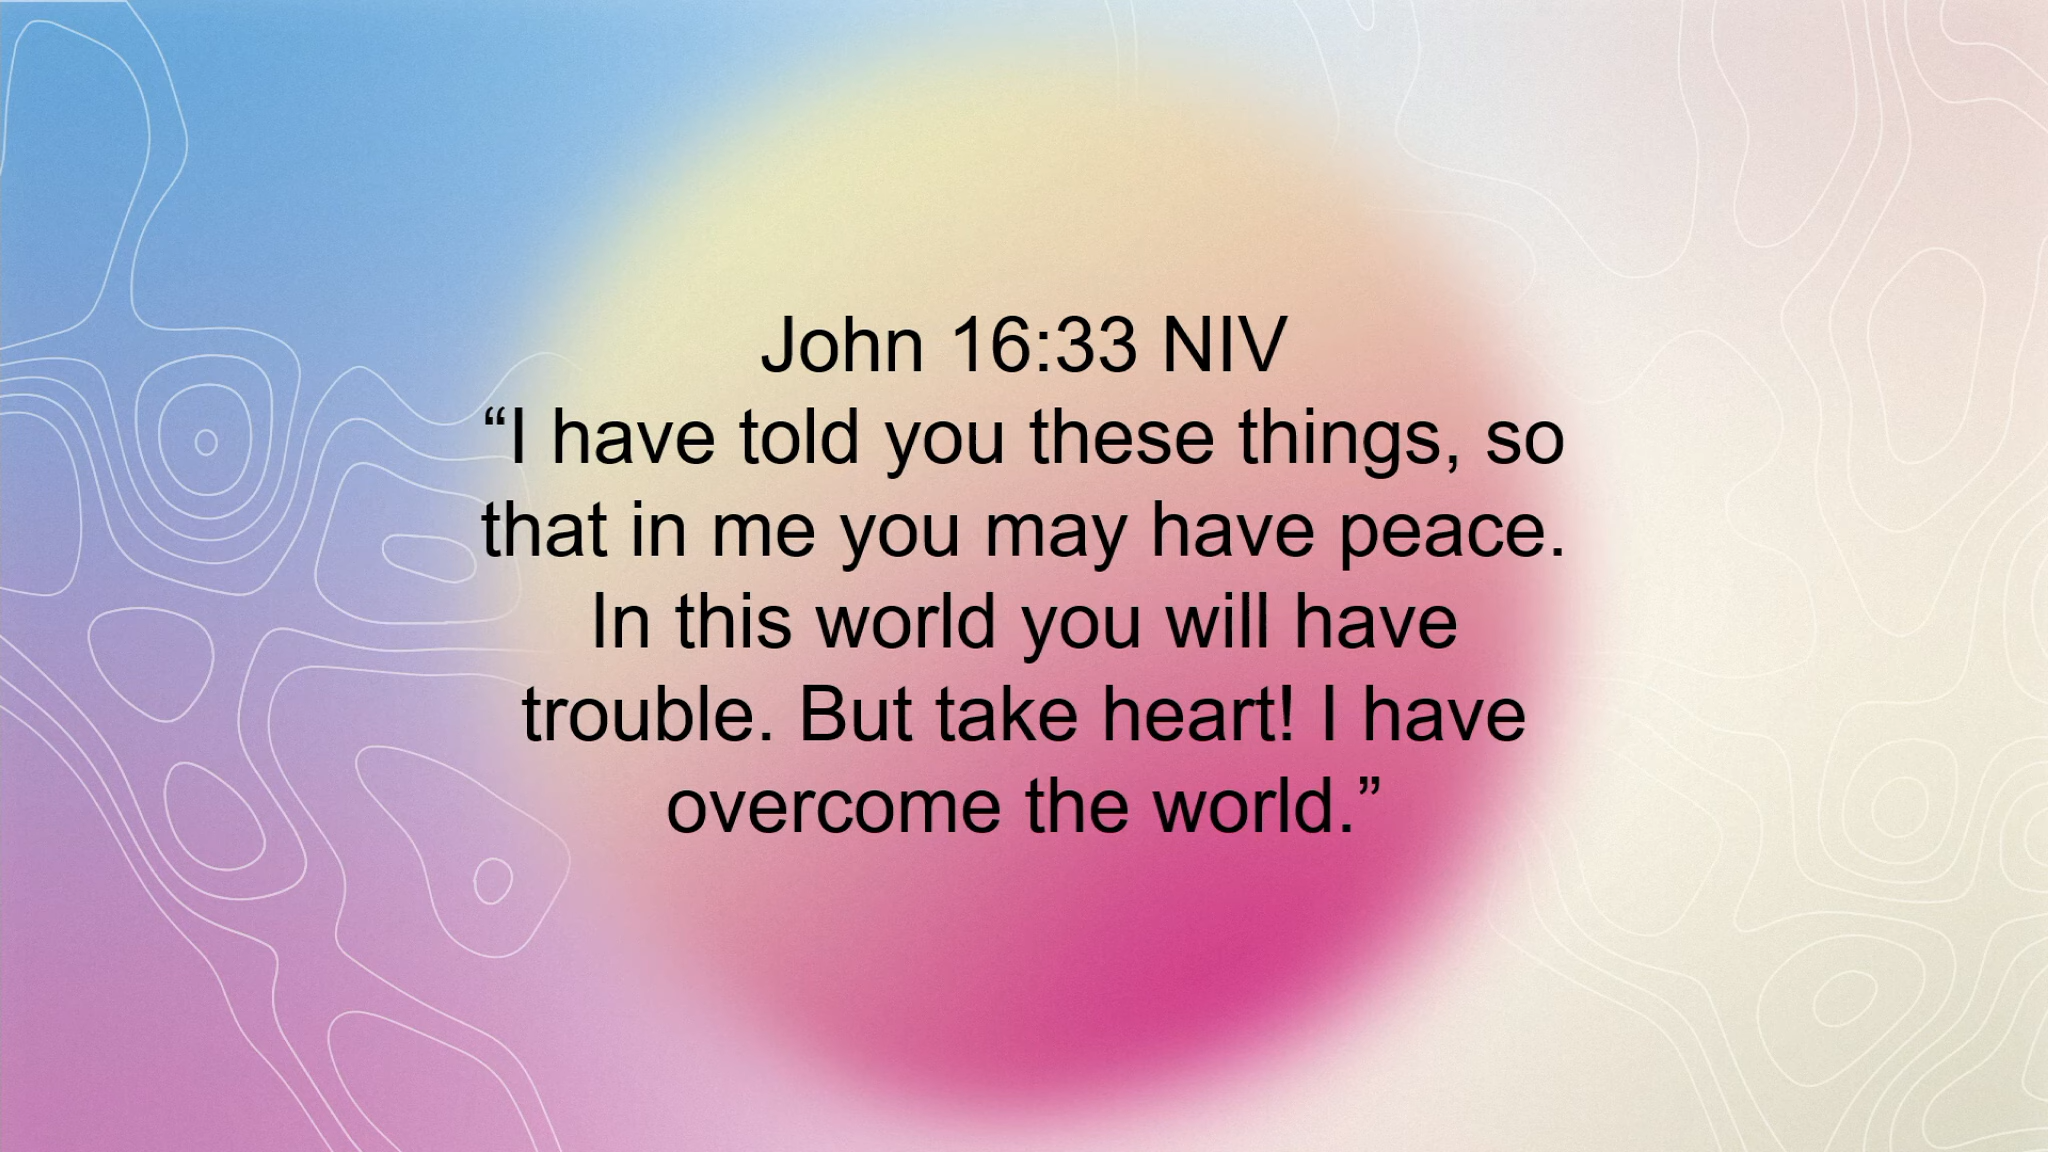 John 16:33 NIV
“I have told you these things, so
that in me you may have peace.
In this world you will have
trouble. But take heart! I have
overcome the world.”